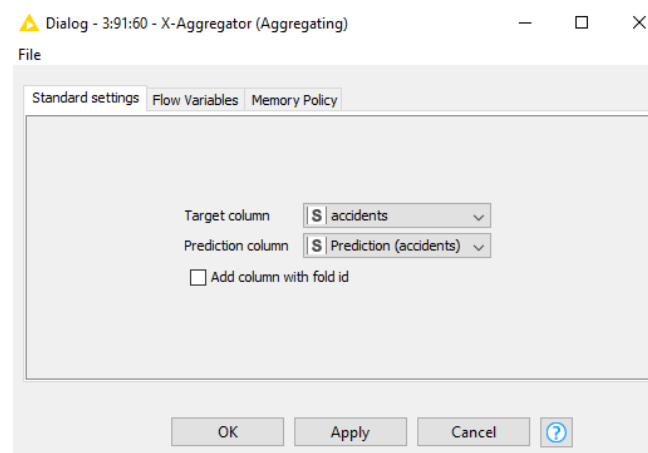 Dialog - 3:91:60 - X-Aggregator (Aggregating)
File
Standard settings Flow Variables Memory Policy
Target column S accidents
Prediction column S Prediction (accidents)
Add column with fold id
OK Apply Cancel ?